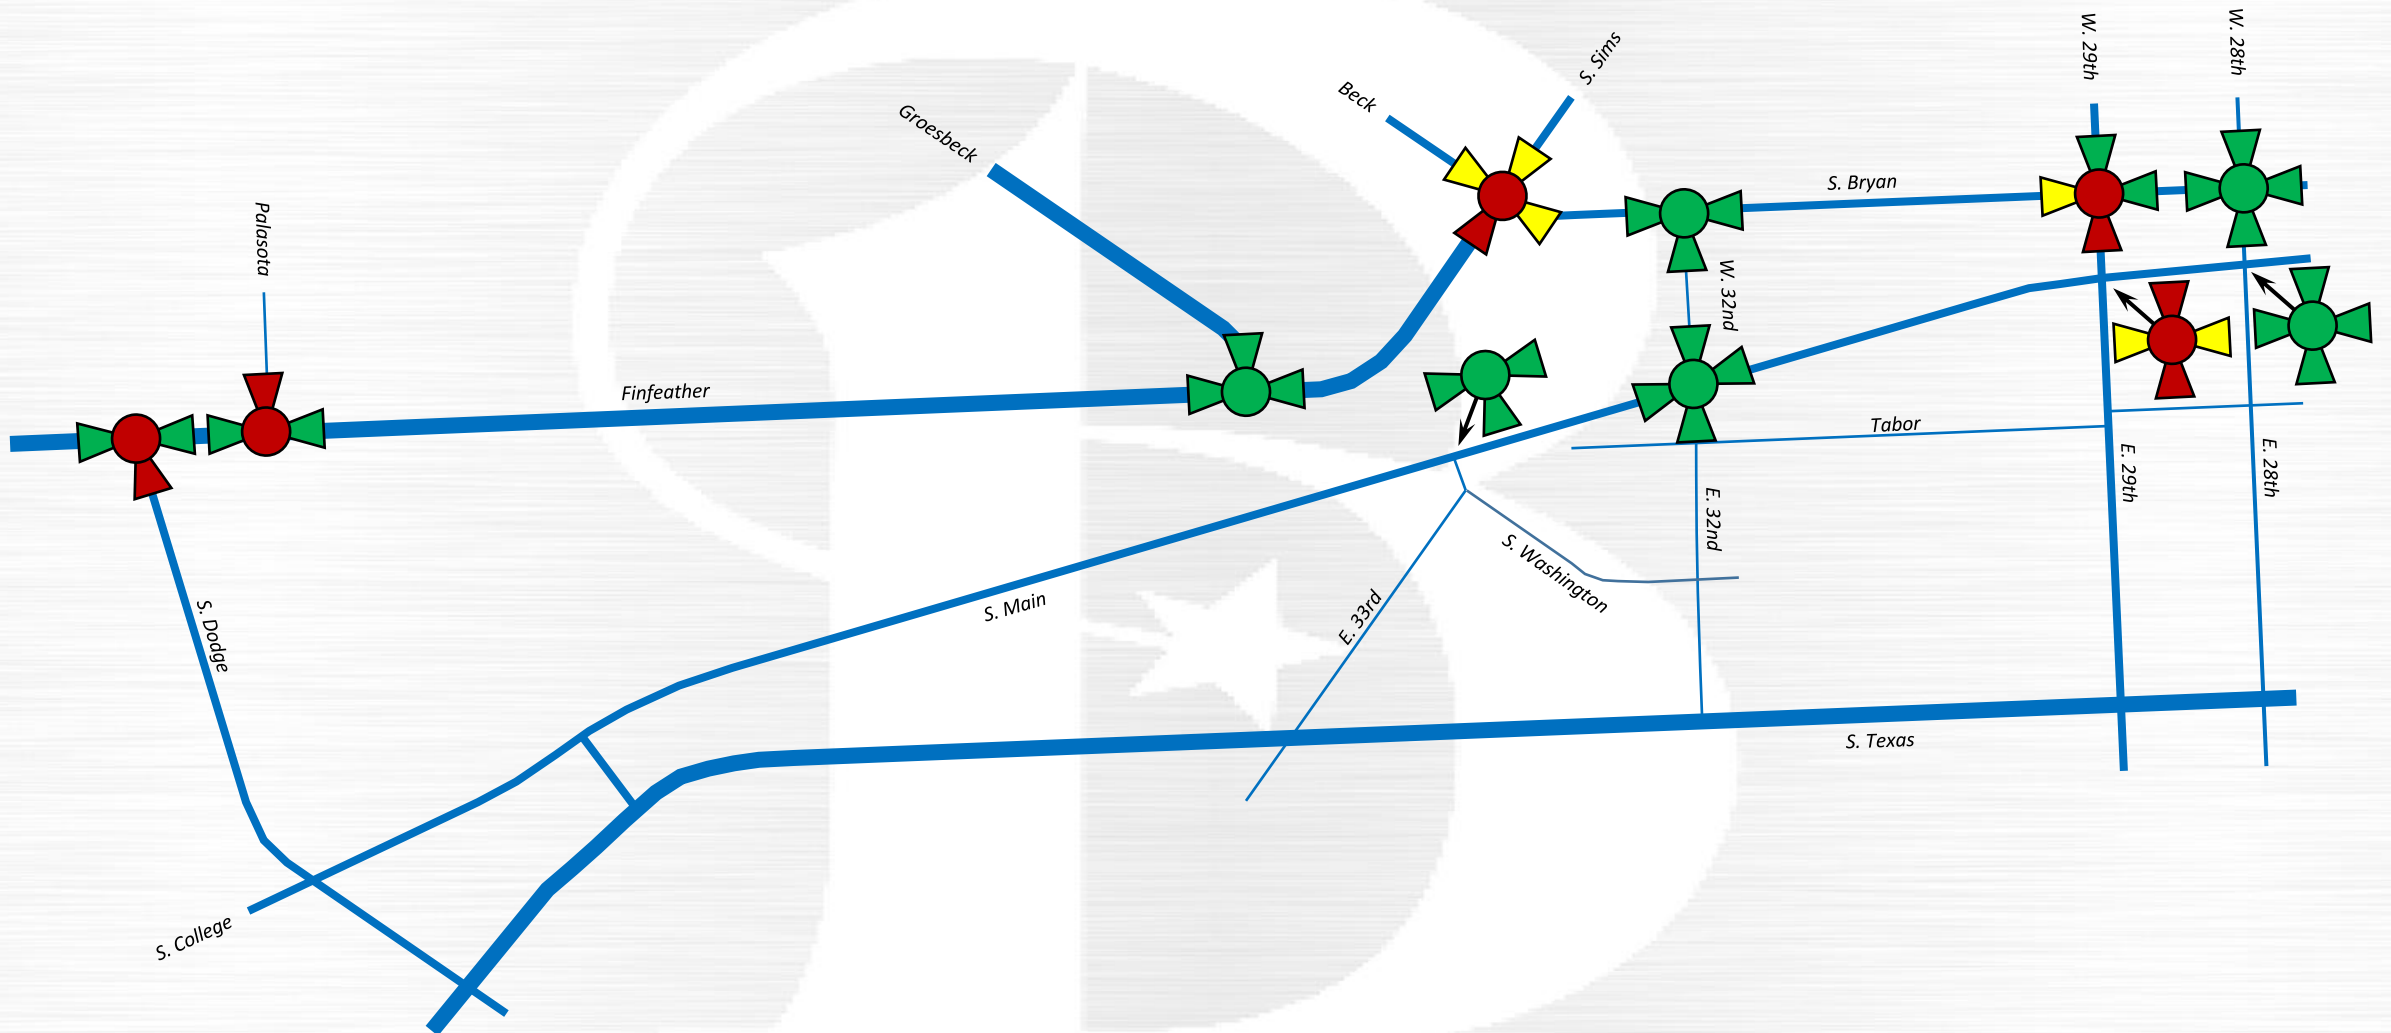 W. 29th
W. 28th
S. Sims
Beck
Groesbeck
S. Bryan
Palasota
W. 32nd
Finfeather
Tabor
E. 29th
E. 28th
E. 32nd
S. Washington
S. Main
E. 33rd
S. Dodge
S. Texas
S. College